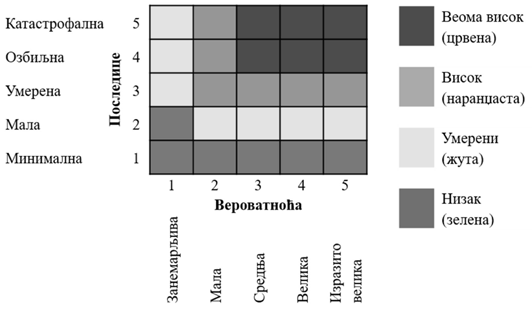 Катастрофална 5
Озбиљна 4
Умерена 3
Мала 2
Минимална 1
Последице
1 2 3 4 5
Вероватноћа
Занемарљива
Мала
Средња
Велика
Изразито
велика
Веома висок
(црвена)
Висок
(наранџаста)
Умерени
(жута)
Низак
(зелена)